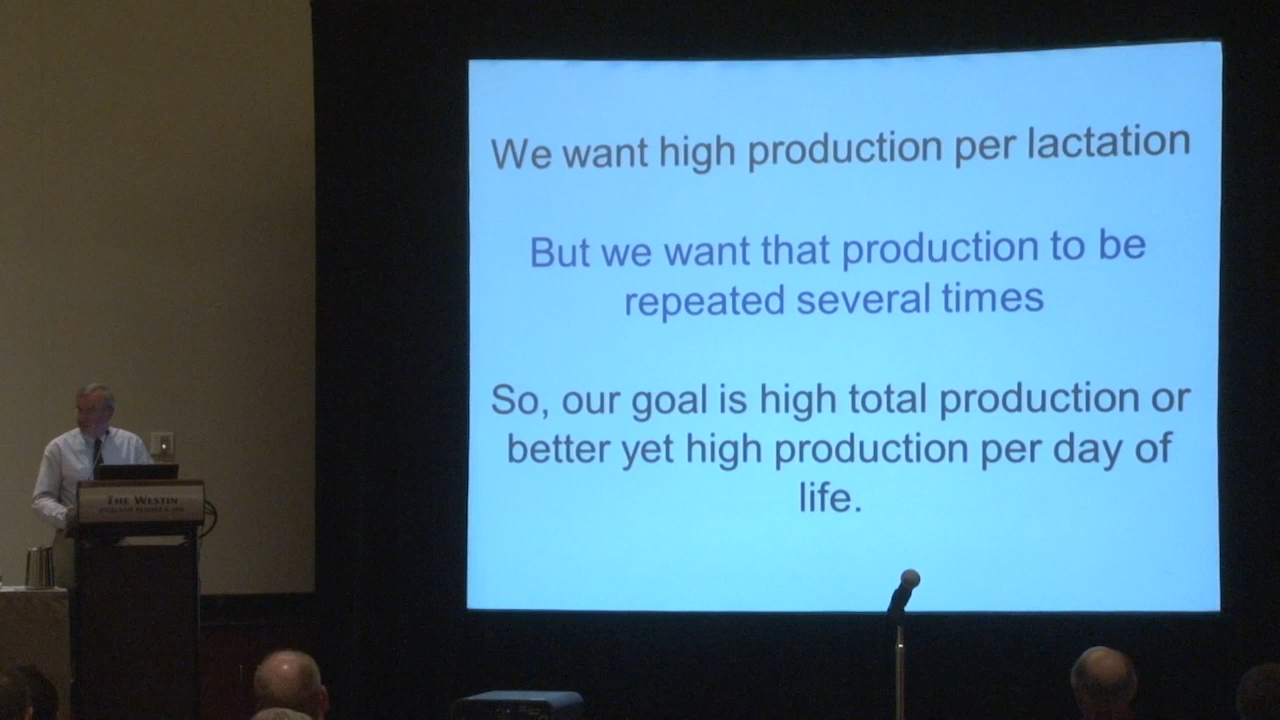 We want high production per lactation
But we want that production to be
repeated several times
So, our goal is high total production or
better yet high production per day of
life.
THE WESTIN